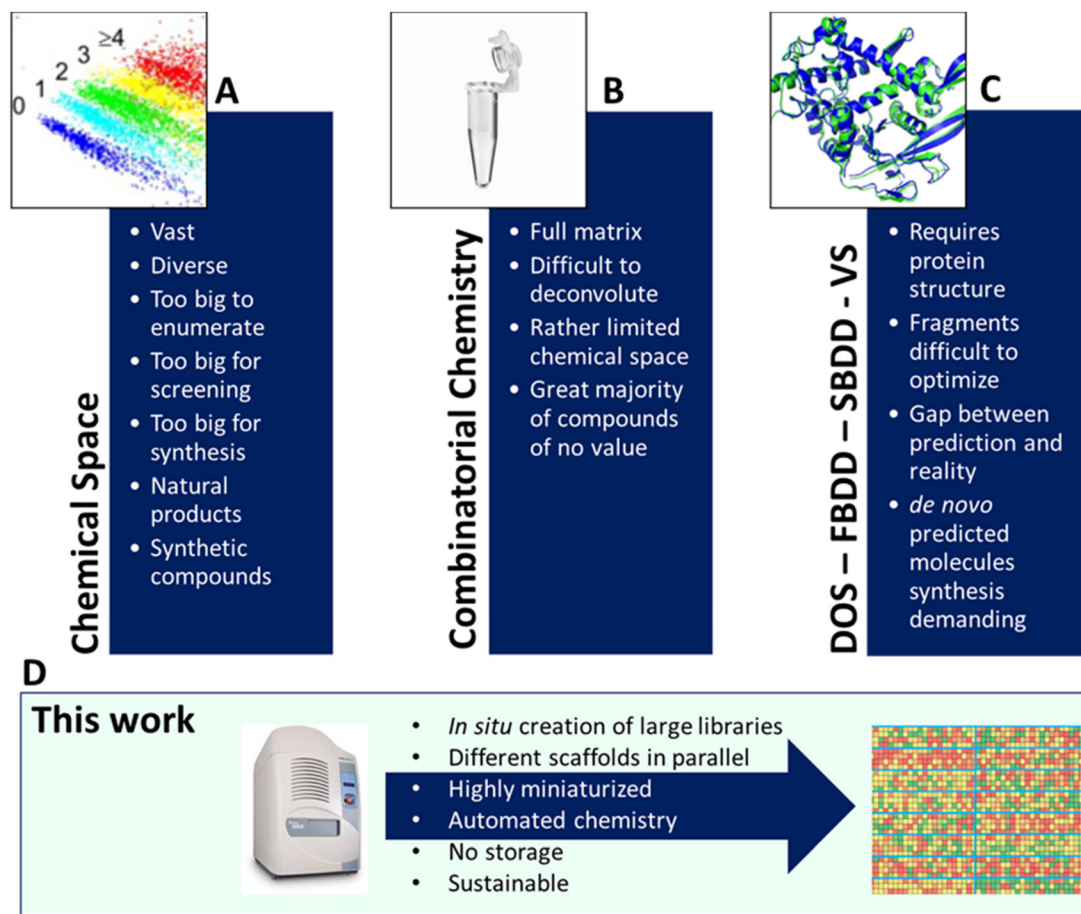 0
1
2
3
≥4
A
Chemical Space
• Vast
• Diverse
• Too big to
enumerate
• Too big for
screening
• Too big for
synthesis
• Natural
products
• Synthetic
compounds
B
Combinatorial Chemistry
• Full matrix
• Difficult to
deconvolute
• Rather limited
chemical space
• Great majority
of compounds
of no value
C
DOS – FBDD – SBDD - VS
• Requires
protein
structure
• Fragments
difficult to
optimize
• Gap between
prediction and
reality
• de novo
predicted
molecules
synthesis
demanding
D
This work
• In situ creation of large libraries
• Different scaffolds in parallel
• Highly miniaturized
• Automated chemistry
• No storage
• Sustainable